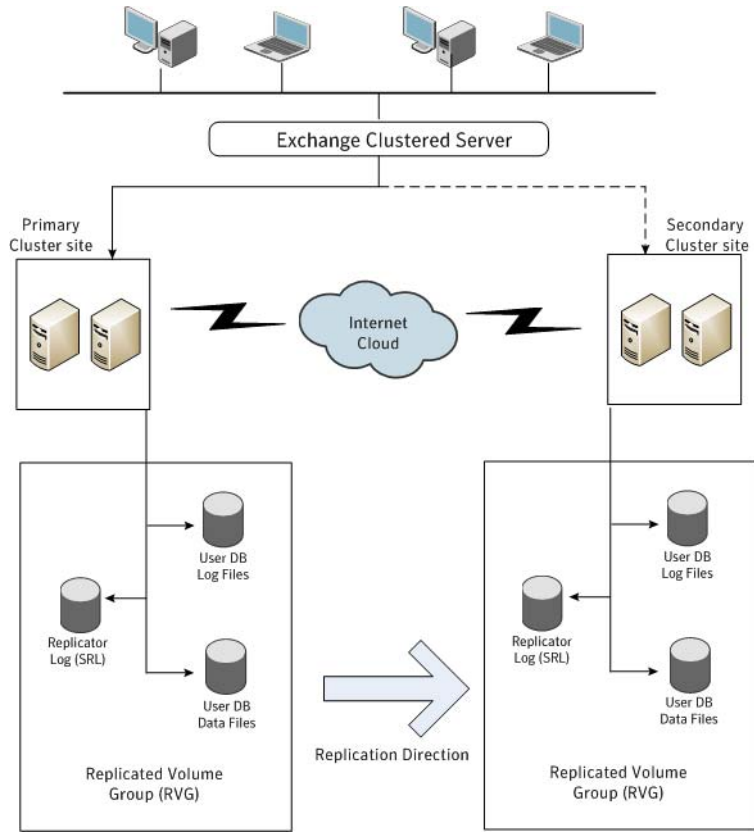 Exchange Clustered Server
Primary
Cluster site
Secondary
Cluster site
Internet
Cloud
User DB
Log Files
Replicator
Log (SRL)
User DB
Data Files
Replicated Volume
Group (RVG)
Replication Direction
User DB
Log Files
Replicator
Log (SRL)
User DB
Data Files
Replicated Volume
Group (RVG)